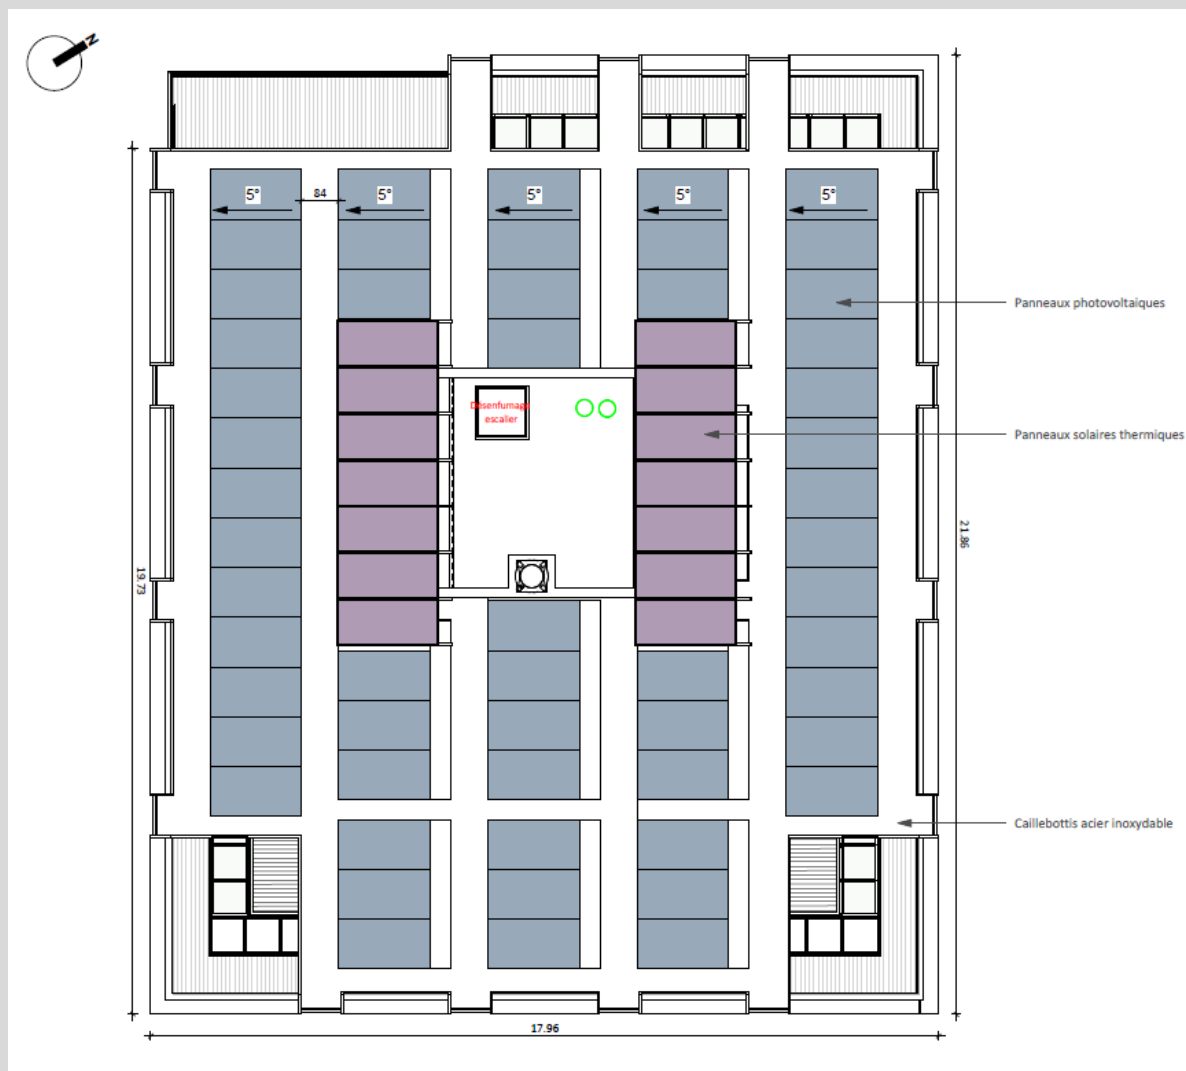 N
5°
84
5°
5°
5°
5°
Panneaux photovoltaiques
Désenfumage
escalier
Panneaux solaires thermiques
19.73
21.86
Caillebottis acier inoxydable
17.96